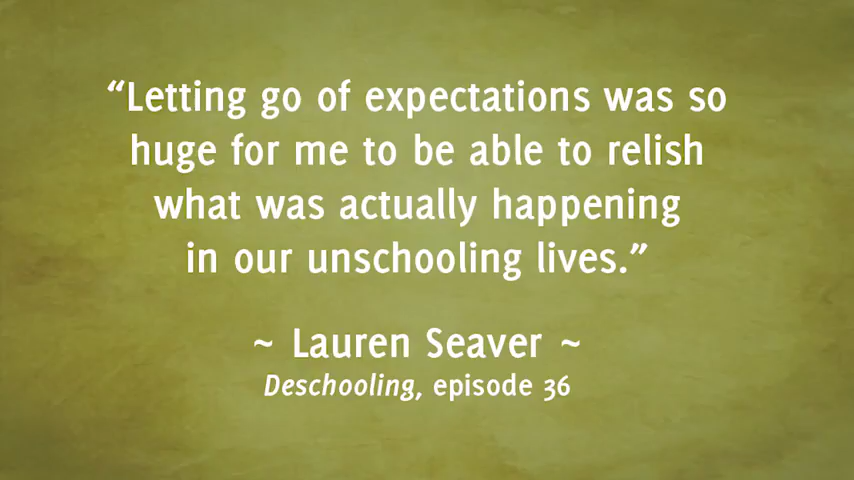 “Letting go of expectations was so
huge for me to be able to relish
what was actually happening
in our unschooling lives.”
~ Lauren Seaver ~
Deschooling, episode 36